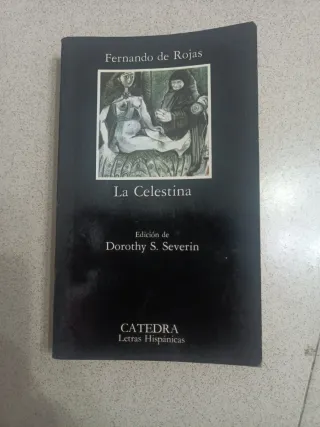 Fernando de Rojas
La Celestina
Edición de
Dorothy S. Severin
CATEDRA
Letras Hispánicas